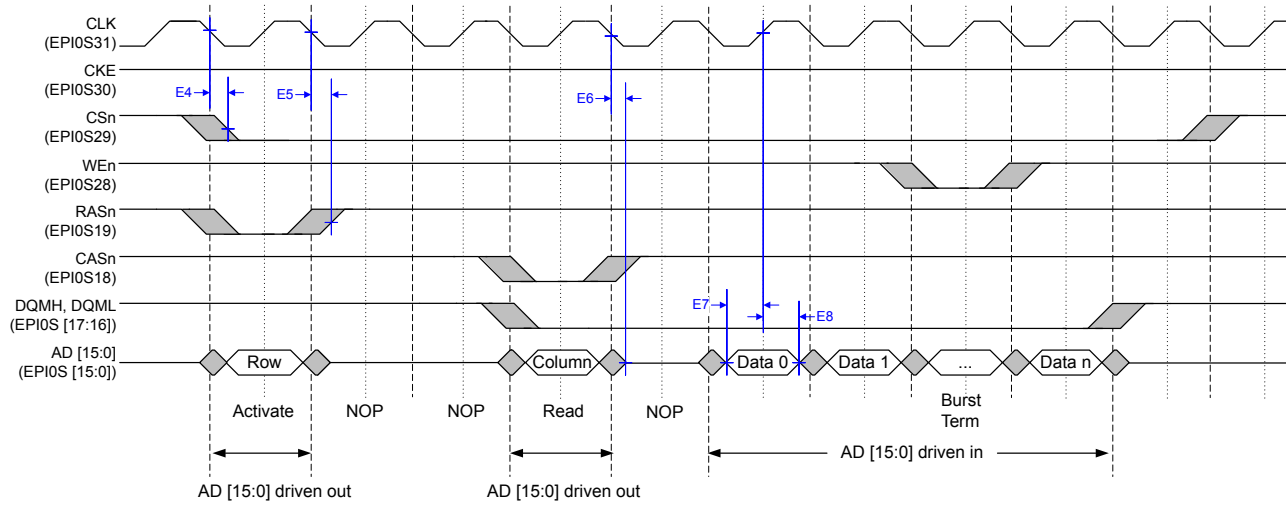 CLK
(EPI0S31)
CKE
(EPI0S30)
E4
E5
E6
CSn
(EPI0S29)
WEn
(EPI0S28)
RASn
(EPI0S19)
CASn
(EPI0S18)
DQMH, DQML
(EPI0S [17:16])
E7
E8
AD [15:0]
(EPI0S [15:0])
Row
Column
Data 0
Data 1
...
Data n
Activate
NOP
NOP
Read
NOP
Burst
Term
AD [15:0] driven in
AD [15:0] driven out
AD [15:0] driven out